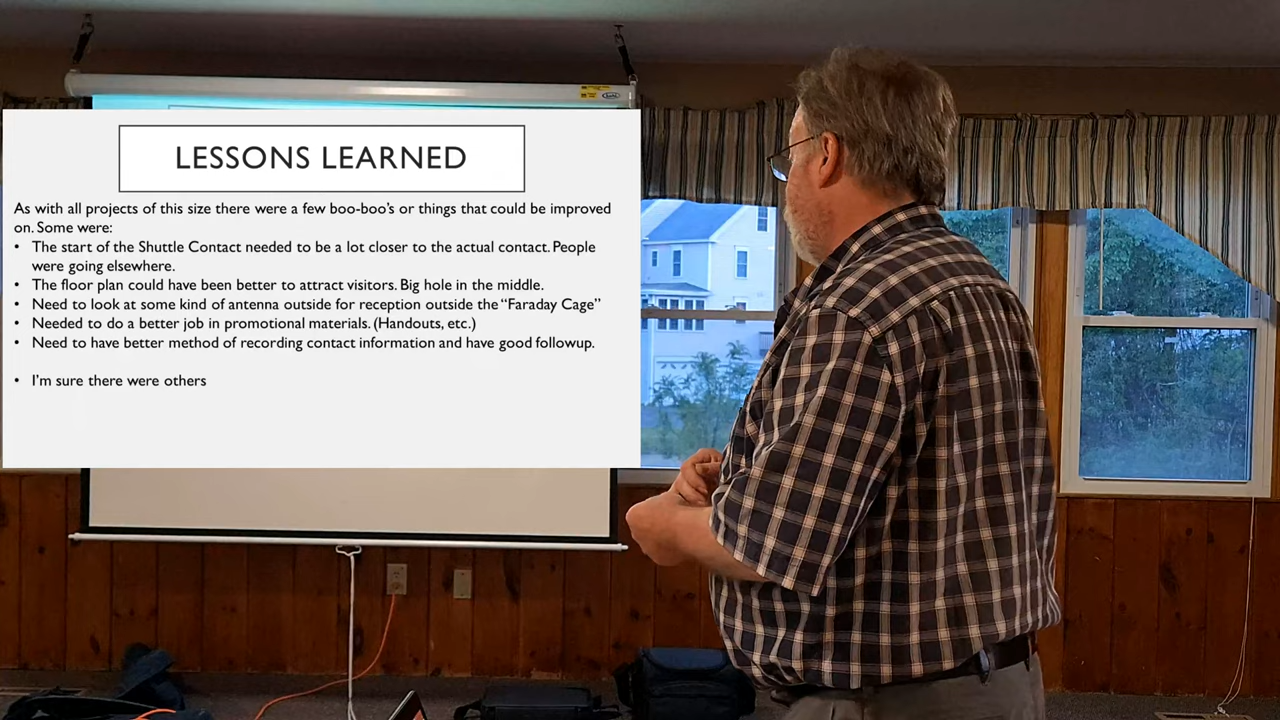 LESSONS LEARNED
As with all projects of this size there were a few boo-boo's or things that could be improved
on. Some were:
• The start of the Shuttle Contact needed to be a lot closer to the actual contact. People
were going elsewhere.
• The floor plan could have been better to attract visitors. Big hole in the middle.
• Need to look at some kind of antenna outside for reception outside the “Faraday Cage”
• Needed to do a better job in promotional materials. (Handouts, etc.)
• Need to have better method of recording contact information and have good followup.
• I'm sure there were others